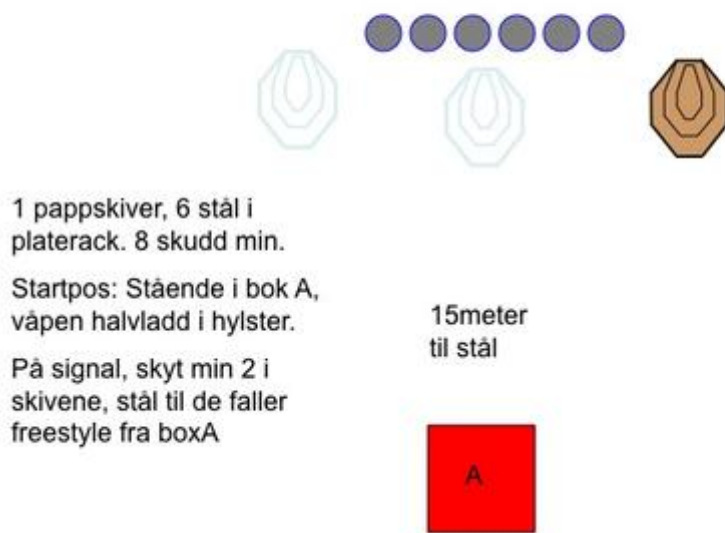 1 pappskiver, 6 stål i
platerack. 8 skudd min.
Startpos: Stående i bok A,
våpen halvladd i hylster.
På signal, skyt min 2 i
skivene, stål til de faller
freestyle fra boxA
15meter
til stål
A